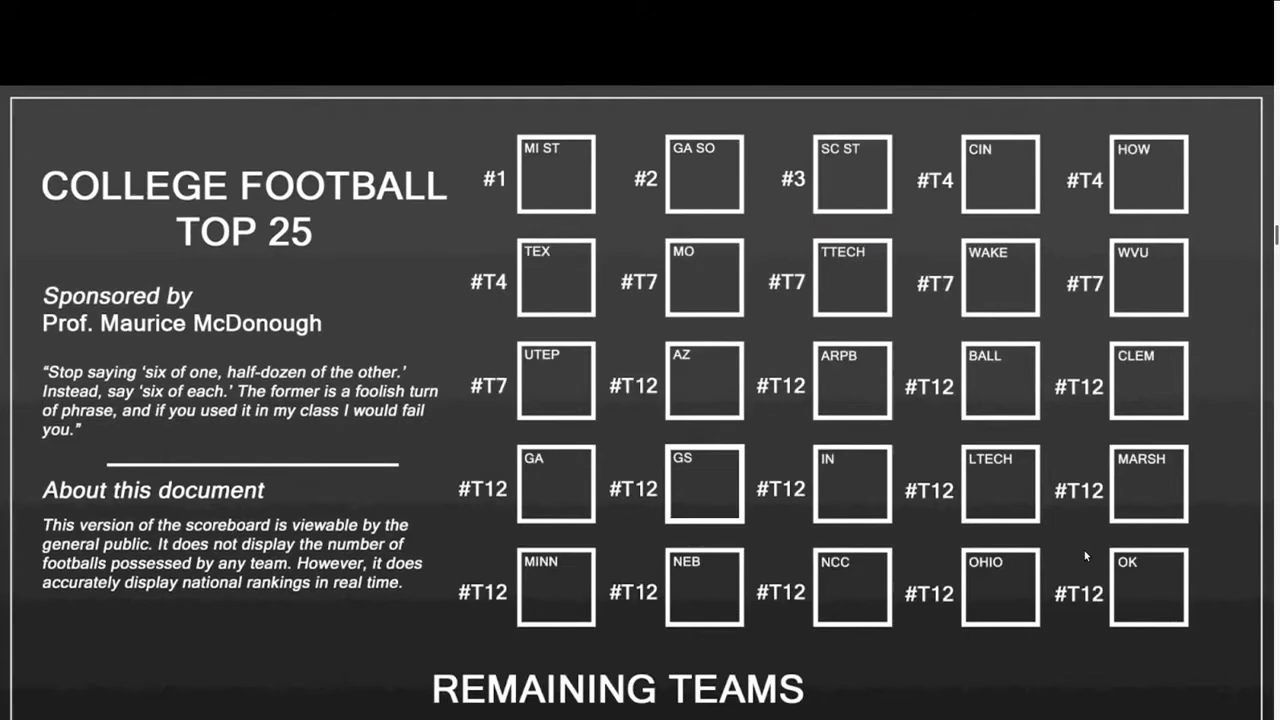 COLLEGE FOOTBALL
TOP 25
Sponsored by
Prof. Maurice McDonough
“Stop saying ‘six of one, half-dozen of the other.’
Instead, say ‘six of each.’ The former is a foolish turn
of phrase, and if you used it in my class I would fail
you.”
About this document
This version of the scoreboard is viewable by the
general public. It does not display the number of
footballs possessed by any team. However, it does
accurately display national rankings in real time.
#1 MI ST #2 GA SO #3 SC ST #T4 CIN #T4 HOW
#T4 TEX #T7 MO #T7 TTECH #T7 WAKE #T7 WVU
#T7 UTEP #T12 AZ #T12 ARPB #T12 BALL #T12 CLEM
#T12 GA #T12 GS #T12 IN #T12 LTECH #T12 MARSH
#T12 MINN #T12 NEB #T12 NCC #T12 OHIO #T12 OK
REMAINING TEAMS